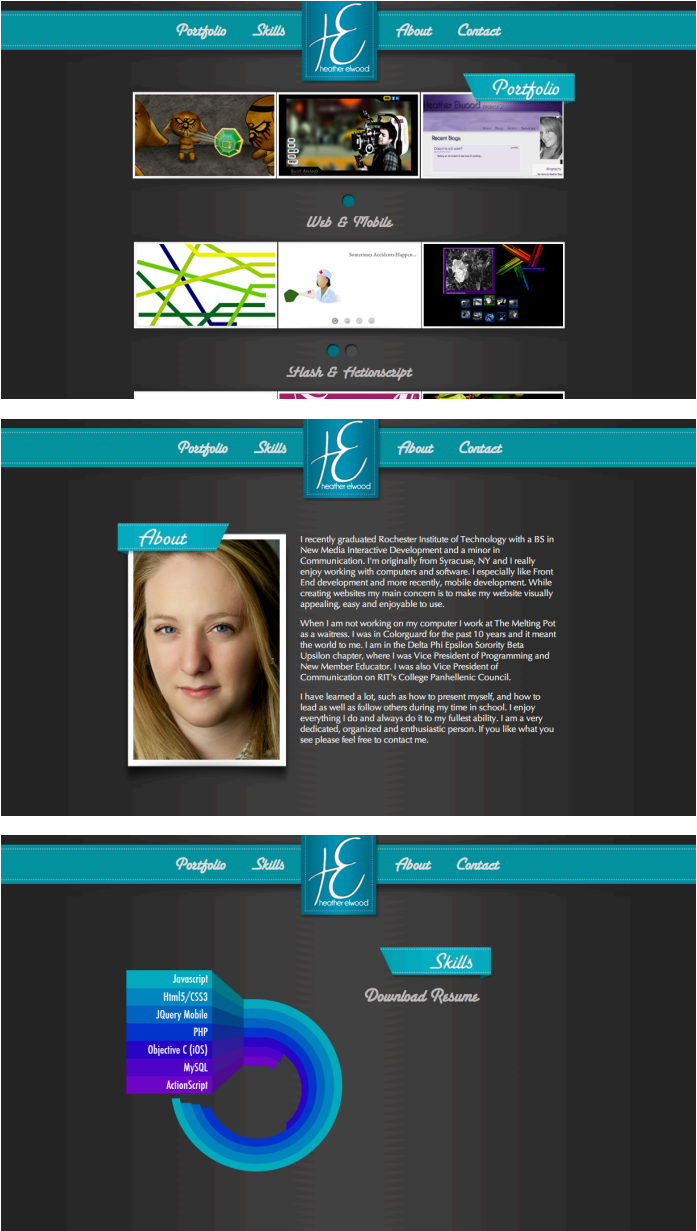 Portfolio Skills HE About Contact
heather elwood
Portfolio
Heather Elwood
Recent Blogs
Web & Mobile
Sometimes Accidents Happen...
Flash & Actionscript
Portfolio Skills HE About Contact
heather elwood
About
I recently graduated Rochester Institute of Technology with a BS in
New Media Interactive Development and a minor in
Communication. I'm originally from Syracuse, NY and I really
enjoy working with computers and software. I especially like Front
End development and more recently, mobile development. While
creating websites my main concern is to make my website visually
appealing, easy and enjoyable to use.
When I am not working on my computer I work at The Melting Pot
as a waitress. I was in Colorguard for the past 10 years and it meant
the world to me. I am in the Delta Phi Epsilon Sorority Beta
Upsilon chapter, where I was Vice President of Programming and
New Member Educator. I was also Vice President of
Communication on RIT's College Panhellenic Council.
I have learned a lot, such as how to present myself, and how to
lead as well as follow others during my time in school. I enjoy
everything I do and always do it to my fullest ability. I am a very
dedicated, organized and enthusiastic person. If you like what you
see please feel free to contact me.
Portfolio Skills HE About Contact
heather elwood
Skills
Download Resume
Javascript
Html5/CSS3
JQuery Mobile
PHP
Objective C (iOS)
MySQL
ActionScript